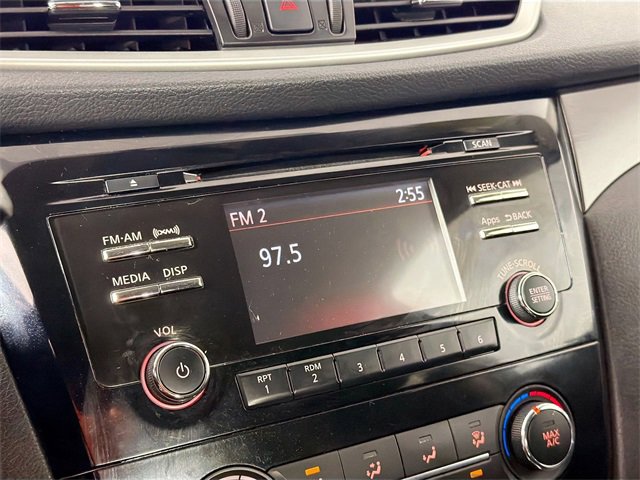 SCAN
FM·AM ((XM))
SEEK·CAT
Apps BACK
MEDIA DISP
FM 2 2:55
97.5
TUNE·SCROLL
ENTER
SETTING
VOL
RPT
1
RDM
2
3
4
5
6
MAX
A/C